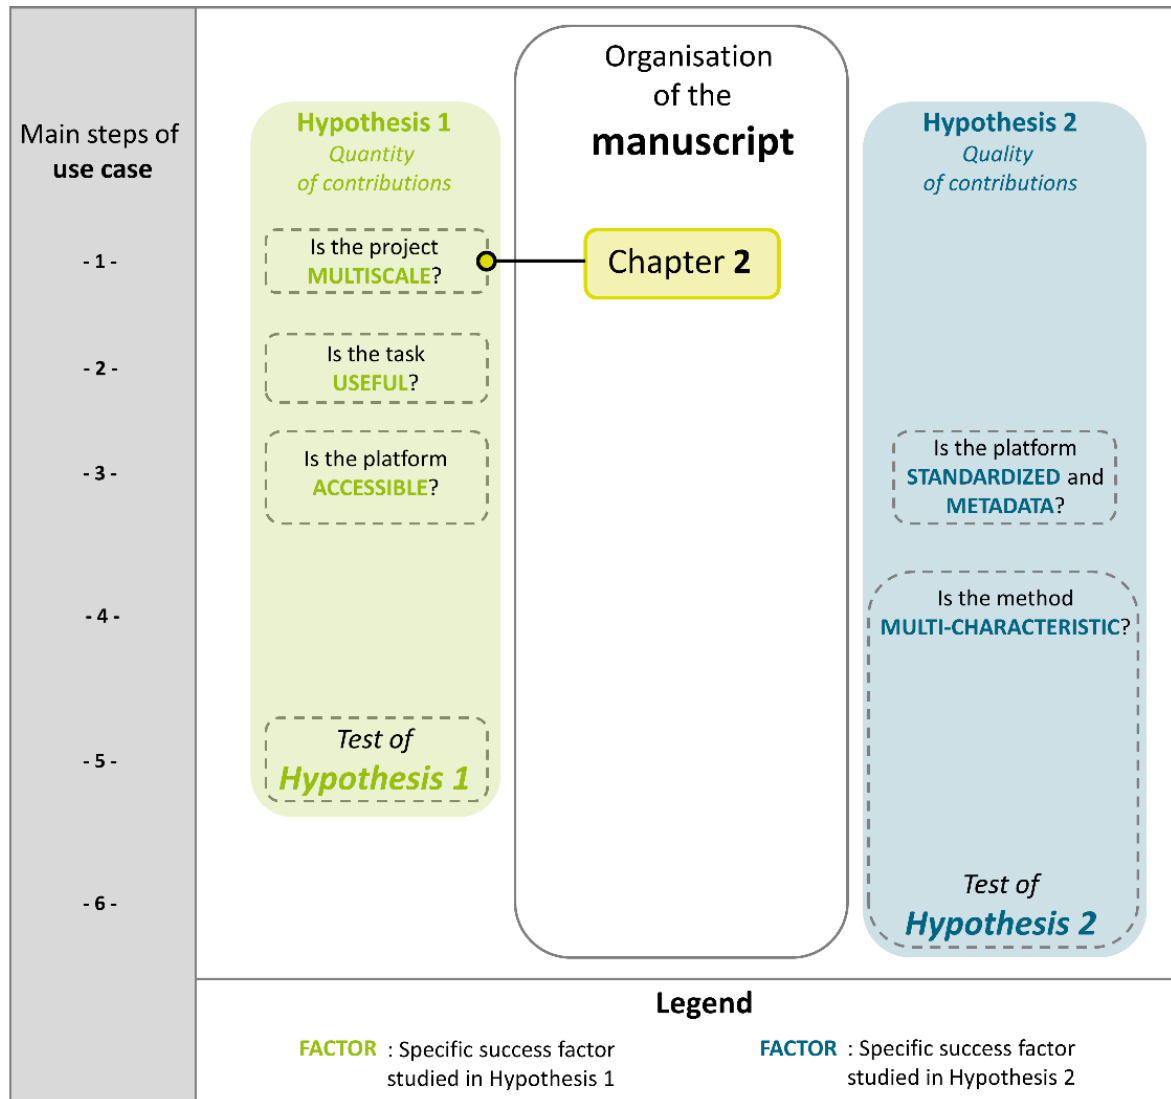 Main steps of
use case
- 1 -
- 2 -
- 3 -
- 4 -
- 5 -
- 6 -
Hypothesis 1
Quantity
of contributions
Is the project
MULTISCALE?
Is the task
USEFUL?
Is the platform
ACCESSIBLE?
Test of
Hypothesis 1
Organisation
of the
manuscript
Chapter 2
Hypothesis 2
Quality
of contributions
Is the platform
STANDARDIZED and
METADATA?
Is the method
MULTI-CHARACTERISTIC?
Test of
Hypothesis 2
Legend
FACTOR : Specific success factor
studied in Hypothesis 1
FACTOR : Specific success factor
studied in Hypothesis 2